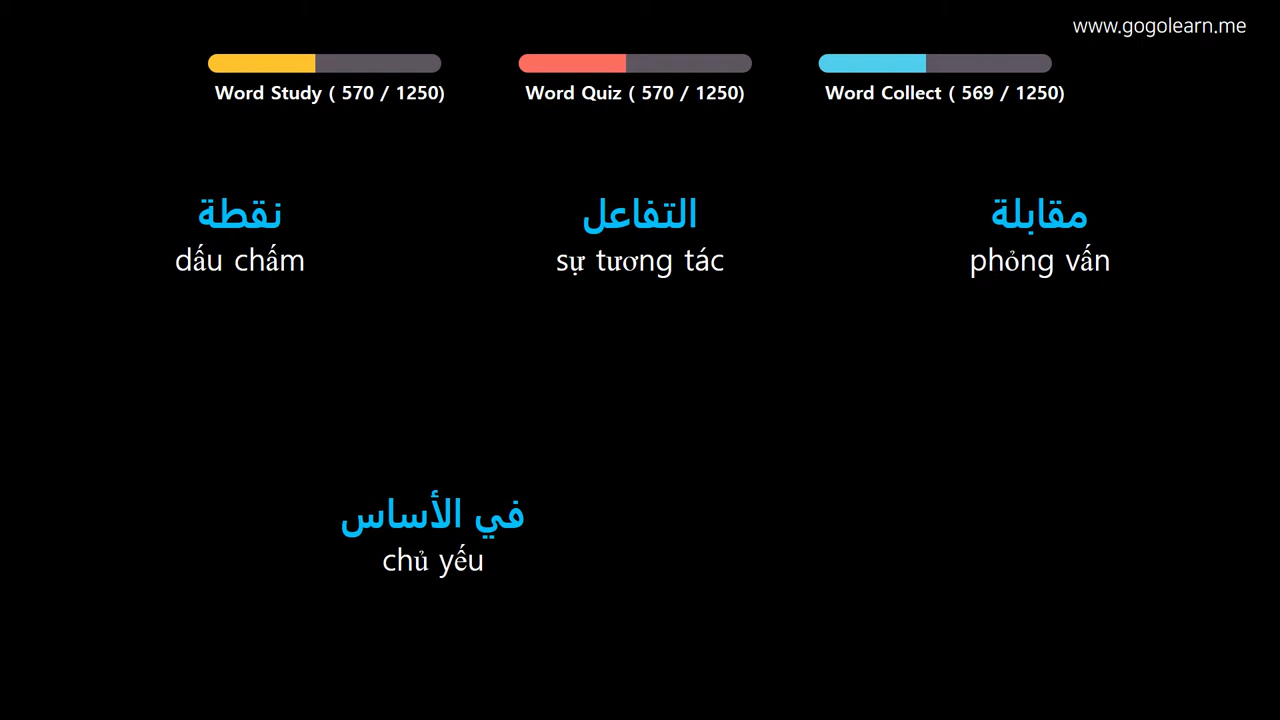 www.gogolearn.me
Word Study ( 570 / 1250)
Word Quiz ( 570 / 1250)
Word Collect ( 569 / 1250)
نقطة
dấu chấm
التفاعل
sự tương tác
مقابلة
phỏng vấn
في الأساس
chủ yếu